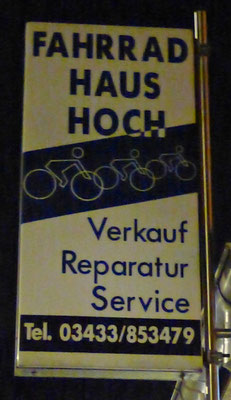 FAHRRAD
HAUS
HOCH
Verkauf
Reparatur
Service
Tel. 03433/853479